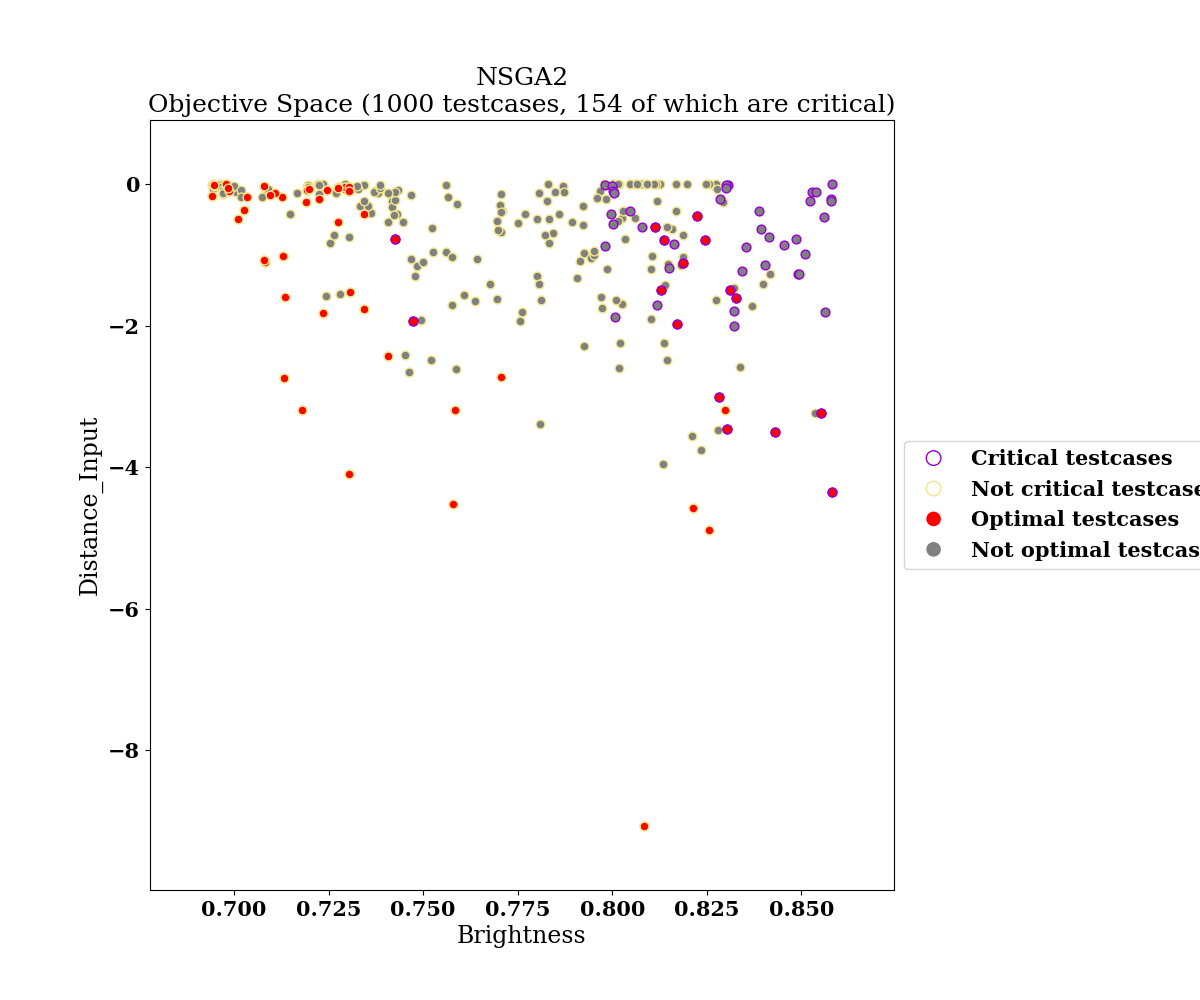 NSGA2
Objective Space (1000 testcases, 154 of which are critical)
0
−2
−4
−6
−8
Distance_Input
0.700 0.725 0.750 0.775 0.800 0.825 0.850
Brightness
Critical testcases
Not critical testcase
Optimal testcases
Not optimal testcas